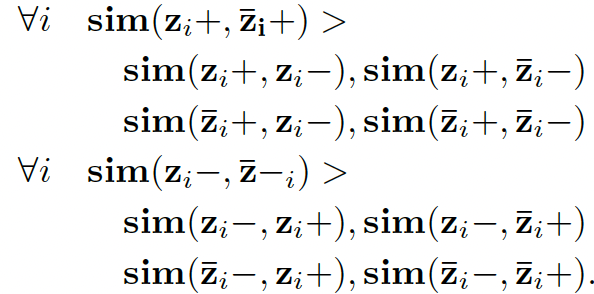 ∀i sim(z_i+, z̄_i+) >
sim(z_i+, z_i−), sim(z_i+, z̄_i−)
sim(z̄_i+, z_i−), sim(z̄_i+, z̄_i−)
∀i sim(z_i−, z̄−_i) >
sim(z_i−, z_i+), sim(z_i−, z̄_i+)
sim(z̄_i−, z_i+), sim(z̄_i−, z̄_i+).